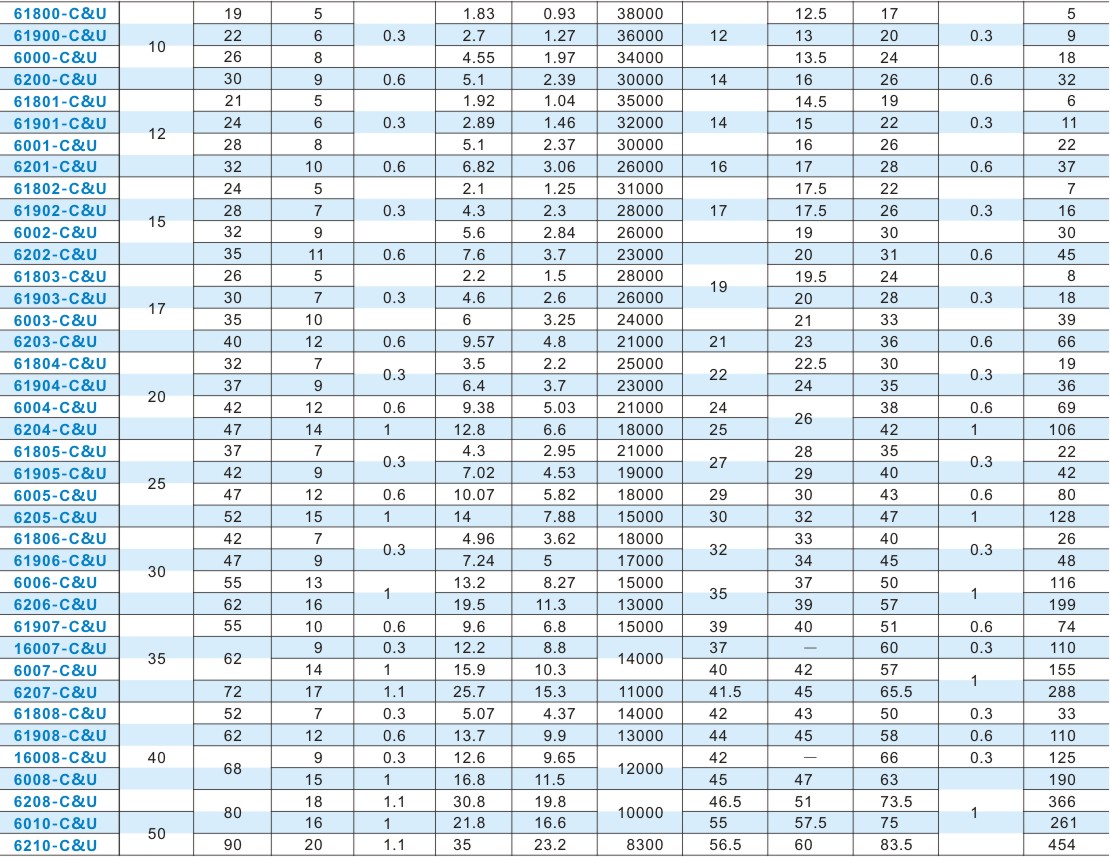 61800-C&U 19 5 1.83 0.93 38000 12.5 17 5
61900-C&U 10 22 6 0.3 2.7 1.27 36000 12 13 20 0.3 9
6000-C&U 26 8 4.55 1.97 34000 13.5 24 18
6200-C&U 30 9 0.6 5.1 2.39 30000 14 16 26 0.6 32
61801-C&U 21 5 1.92 1.04 35000 14.5 19 6
61901-C&U 12 24 6 0.3 2.89 1.46 32000 14 15 22 0.3 11
6001-C&U 28 8 5.1 2.37 30000 16 26 22
6201-C&U 32 10 0.6 6.82 3.06 26000 16 17 28 0.6 37
61802-C&U 24 5 2.1 1.25 31000 17.5 22 7
61902-C&U 15 28 7 0.3 4.3 2.3 28000 17 17.5 26 0.3 16
6002-C&U 32 9 5.6 2.84 26000 19 30 30
6202-C&U 35 11 0.6 7.6 3.7 23000 20 31 0.6 45
61803-C&U 26 5 2.2 1.5 28000 19 19.5 24 8
61903-C&U 17 30 7 0.3 4.6 2.6 26000 20 28 0.3 18
6003-C&U 35 10 6 3.25 24000 21 33 39
6203-C&U 40 12 0.6 9.57 4.8 21000 21 23 36 0.6 66
61804-C&U 32 7 0.3 3.5 2.2 25000 22 22.5 30 0.3 19
61904-C&U 20 37 9 6.4 3.7 23000 24 35 36
6004-C&U 42 12 0.6 9.38 5.03 21000 24 26 38 0.6 69
6204-C&U 47 14 1 12.8 6.6 18000 25 42 1 106
61805-C&U 37 7 0.3 4.3 2.95 21000 27 28 35 0.3 22
61905-C&U 25 42 9 7.02 4.53 19000 29 40 42
6005-C&U 47 12 0.6 10.07 5.82 18000 29 30 43 0.6 80
6205-C&U 52 15 1 14 7.88 15000 30 32 47 1 128
61806-C&U 42 7 0.3 4.96 3.62 18000 32 33 40 0.3 26
61906-C&U 30 47 9 7.24 5 17000 34 45 48
6006-C&U 55 13 1 13.2 8.27 15000 35 37 50 1 116
6206-C&U 62 16 19.5 11.3 13000 39 57 199
61907-C&U 55 10 0.6 9.6 6.8 15000 39 40 51 0.6 74
16007-C&U 35 62 9 0.3 12.2 8.8 14000 37 — 60 0.3 110
6007-C&U 14 1 15.9 10.3 40 42 57 1 155
6207-C&U 72 17 1.1 25.7 15.3 11000 41.5 45 65.5 288
61808-C&U 52 7 0.3 5.07 4.37 14000 42 43 50 0.3 33
61908-C&U 62 12 0.6 13.7 9.9 13000 44 45 58 0.6 110
16008-C&U 40 68 9 0.3 12.6 9.65 12000 42 — 66 0.3 125
6008-C&U 15 1 16.8 11.5 45 47 63 190
6208-C&U 80 18 1.1 30.8 19.8 10000 46.5 51 73.5 1 366
6010-C&U 50 16 1 21.8 16.6 55 57.5 75 261
6210-C&U 90 20 1.1 35 23.2 8300 56.5 60 83.5 454